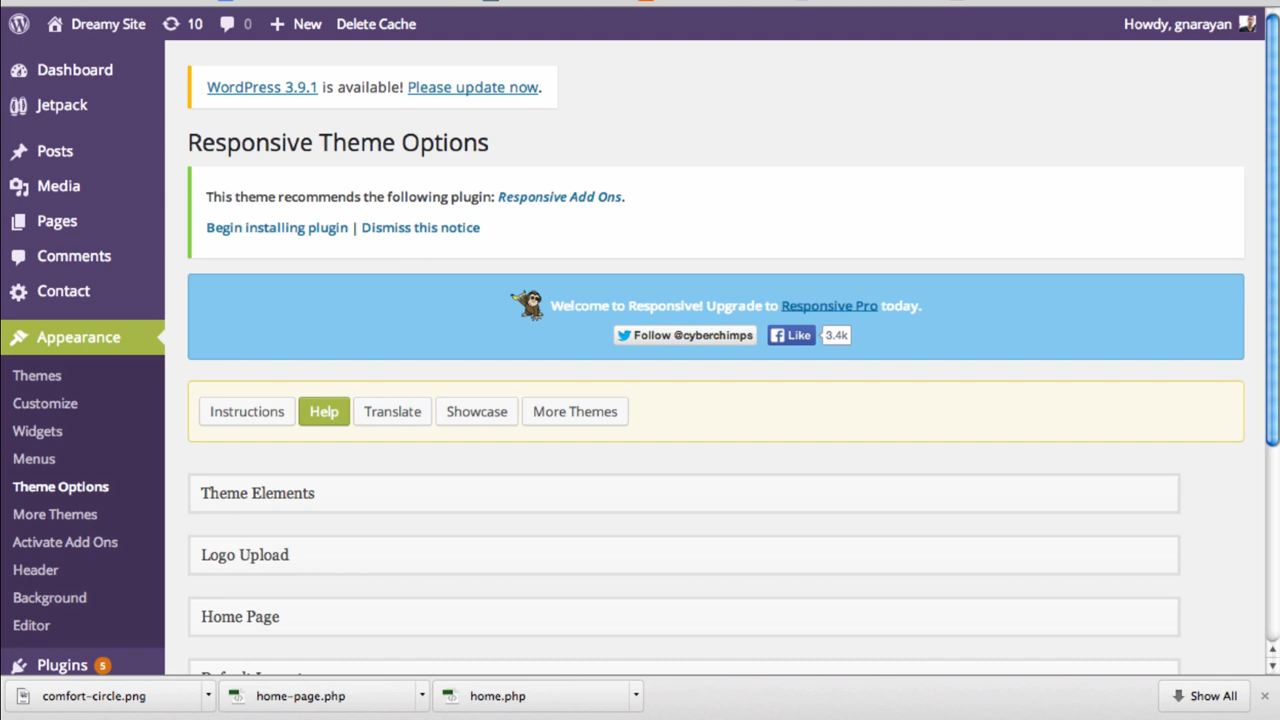 Dreamy Site 10 0 New Delete Cache Howdy, gnarayan
Dashboard
Jetpack
Posts
Media
Pages
Comments
Contact
Appearance
Themes
Customize
Widgets
Menus
Theme Options
More Themes
Activate Add Ons
Header
Background
Editor
Plugins 5
WordPress 3.9.1 is available! Please update now.
Responsive Theme Options
This theme recommends the following plugin: Responsive Add Ons.
Begin installing plugin | Dismiss this notice
Welcome to Responsive! Upgrade to Responsive Pro today.
Follow @cyberchimps Like 3.4k
Instructions Help Translate Showcase More Themes
Theme Elements
Logo Upload
Home Page
comfort-circle.png home-page.php home.php Show All